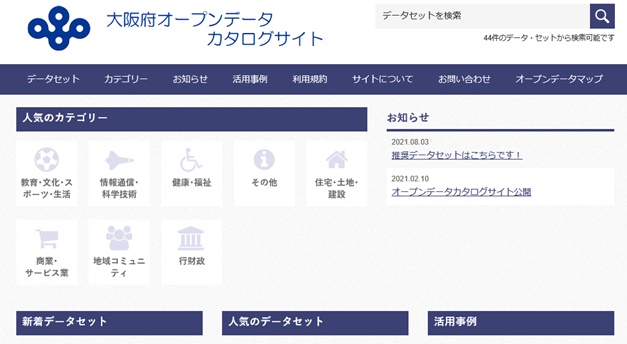 大阪府オープンデータ
カタログサイト
データセットを検索
44件のデータ・セットから検索可能です
データセット
カテゴリー
お知らせ
活用事例
利用規約
サイトについて
お問い合わせ
オープンデータマップ
人気のカテゴリー
教育・文化・ス
ポーツ・生活
情報通信・
科学技術
健康・福祉
その他
住宅・土地・
建設
商業・
サービス業
地域コミュニ
ティ
行財政
お知らせ
2021.08.03
推奨データセットはこちらです！
2021.02.10
オープンデータカタログサイト公開
新着データセット
人気のデータセット
活用事例